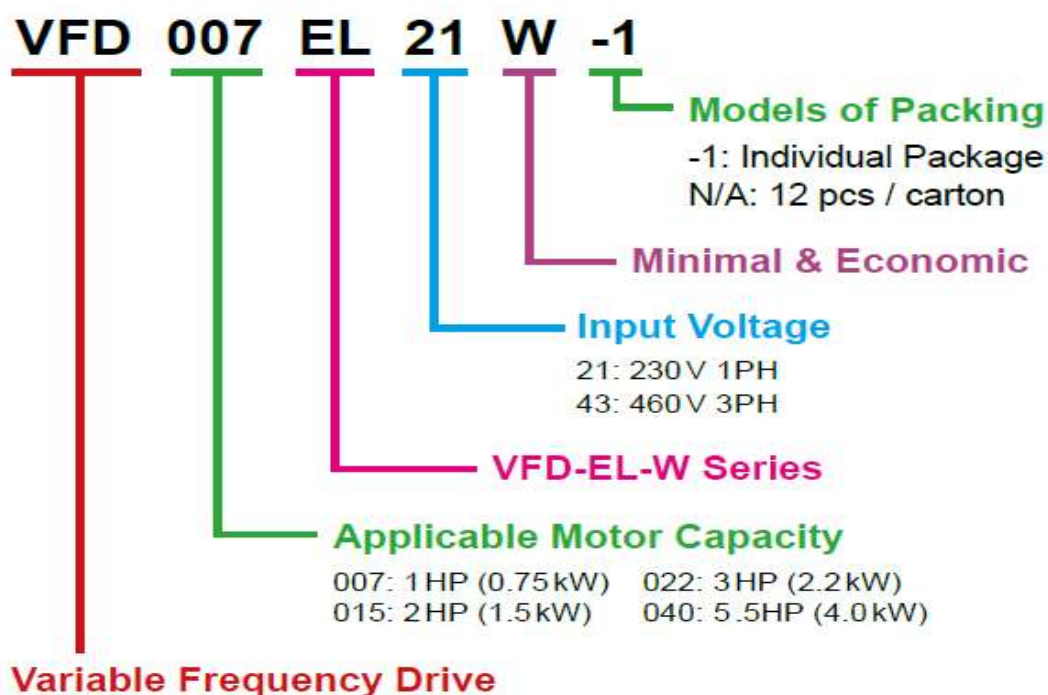 VFD 007 EL 21 W -1
Models of Packing
-1: Individual Package
N/A: 12 pcs / carton
Minimal & Economic
Input Voltage
21: 230V 1PH
43: 460V 3PH
VFD-EL-W Series
Applicable Motor Capacity
007: 1HP (0.75kW) 022: 3HP (2.2kW)
015: 2HP (1.5kW) 040: 5.5HP (4.0kW)
Variable Frequency Drive